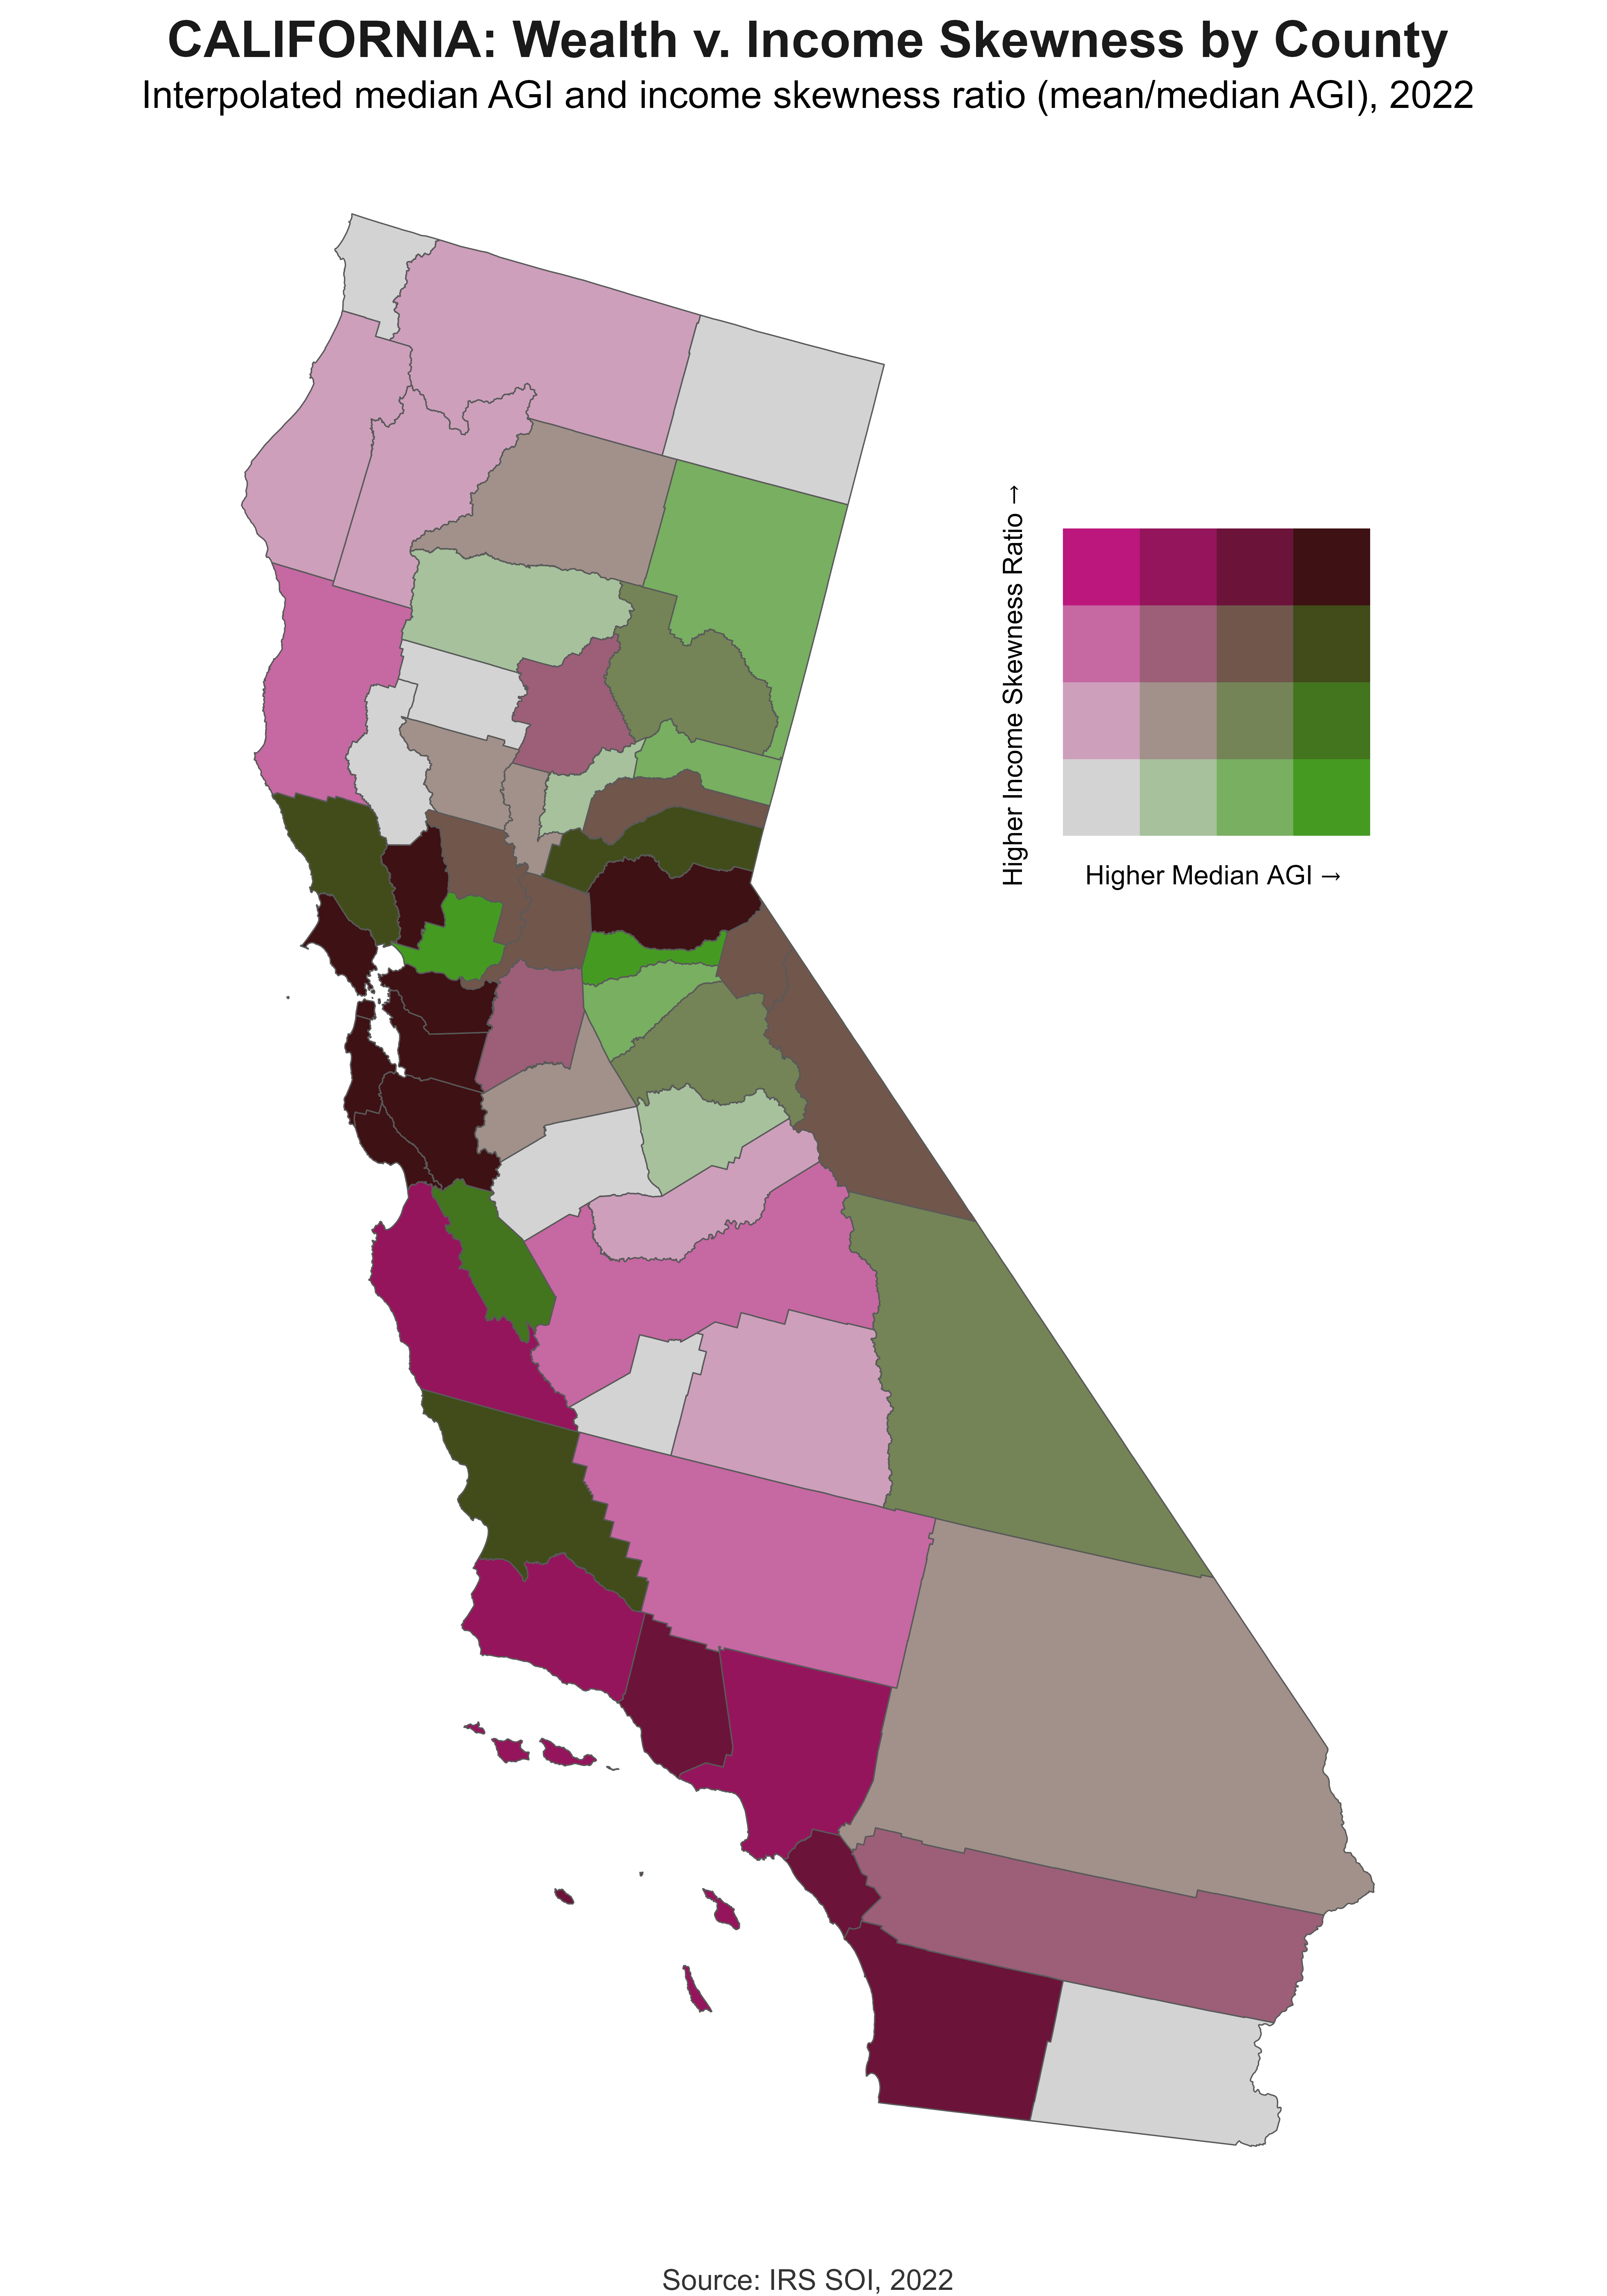 CALIFORNIA: Wealth v. Income Skewness by County
Interpolated median AGI and income skewness ratio (mean/median AGI), 2022
Higher Income Skewness Ratio →
Higher Median AGI →
Source: IRS SOI, 2022